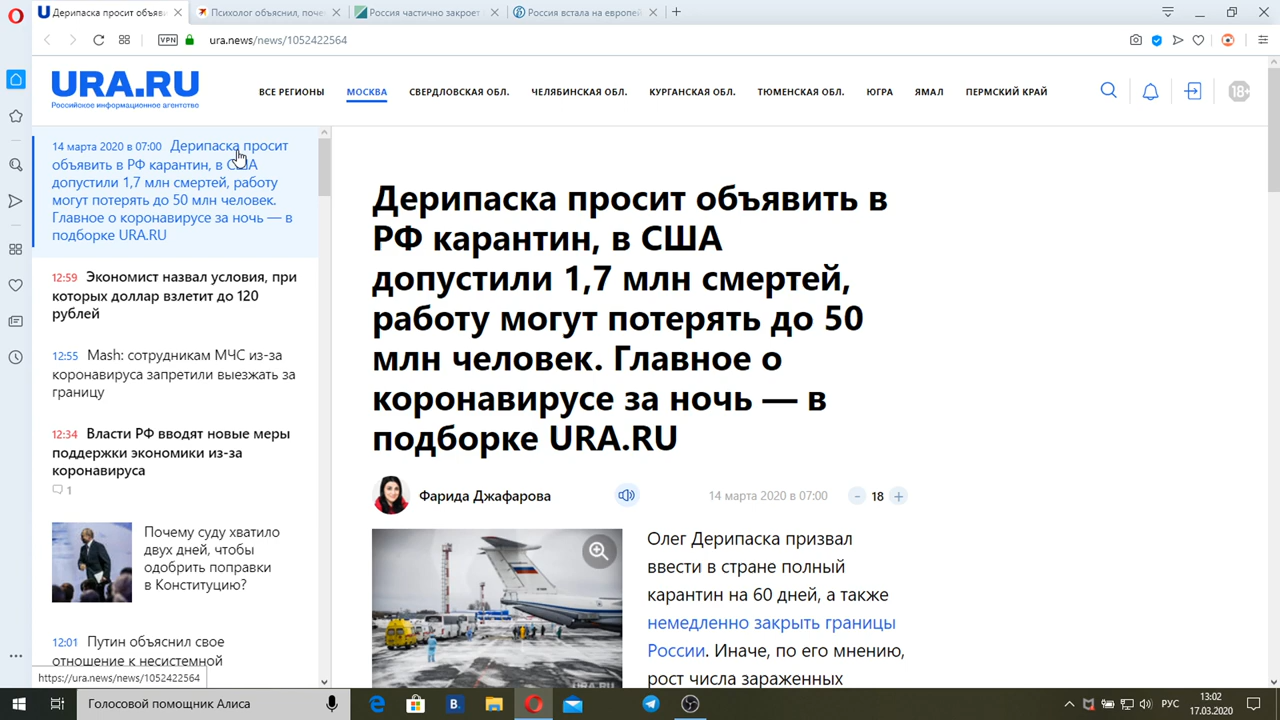 Дерипаска просит объяви
Психолог объяснил, поче
Россия частично закроет
Россия встала на европей
VPN
ura.news/news/1052422564
URA.RU
Российское информационное агентство
ВСЕ РЕГИОНЫ
МОСКВА
СВЕРДЛОВСКАЯ ОБЛ.
ЧЕЛЯБИНСКАЯ ОБЛ.
КУРГАНСКАЯ ОБЛ.
ТЮМЕНСКАЯ ОБЛ.
ЮГРА
ЯМАЛ
ПЕРМСКИЙ КРАЙ
18+
14 марта 2020 в 07:00 Дерипаска просит
объявить в РФ карантин, в США
допустили 1,7 млн смертей, работу
могут потерять до 50 млн человек.
Главное о коронавирусе за ночь — в
подборке URA.RU
12:59 Экономист назвал условия, при
которых доллар взлетит до 120
рублей
12:55 Mash: сотрудникам МЧС из-за
коронавируса запретили выезжать за
границу
12:34 Власти РФ вводят новые меры
поддержки экономики из-за
коронавируса
1
Почему суду хватило
двух дней, чтобы
одобрить поправки
в Конституцию?
12:01 Путин объяснил свое
отношение к несистемной
https://ura.news/news/1052422564
Дерипаска просит объявить в
РФ карантин, в США
допустили 1,7 млн смертей,
работу могут потерять до 50
млн человек. Главное о
коронавирусе за ночь — в
подборке URA.RU
Фарида Джафарова
14 марта 2020 в 07:00
- 18 +
Олег Дерипаска призвал
ввести в стране полный
карантин на 60 дней, а также
немедленно закрыть границы
России. Иначе, по его мнению,
рост числа зараженных
URA.RU
Голосовой помощник Алиса
B.
РУС
13:02
17.03.2020